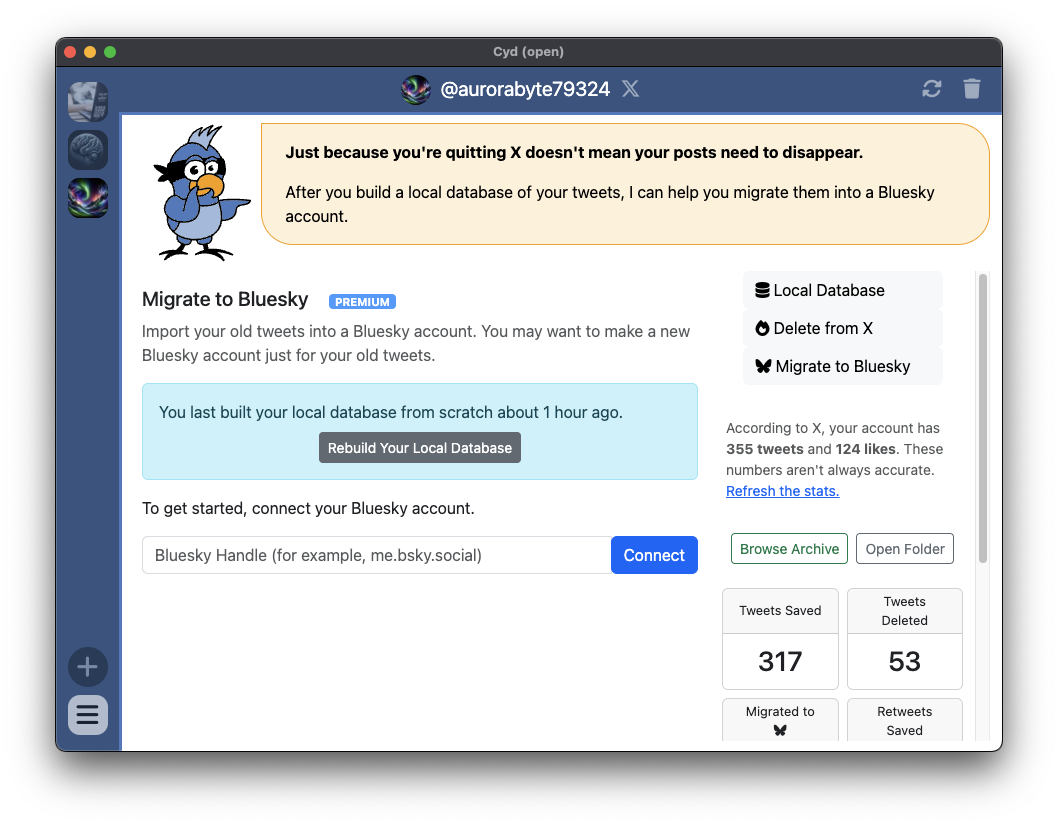 Cyd (open)
@aurorabyte79324
Just because you're quitting X doesn't mean your posts need to disappear.
After you build a local database of your tweets, I can help you migrate them into a Bluesky
account.
Migrate to Bluesky PREMIUM
Import your old tweets into a Bluesky account. You may want to make a new
Bluesky account just for your old tweets.
You last built your local database from scratch about 1 hour ago.
Rebuild Your Local Database
To get started, connect your Bluesky account.
Bluesky Handle (for example, me.bsky.social)
Connect
Local Database
Delete from X
Migrate to Bluesky
According to X, your account has
355 tweets and 124 likes. These
numbers aren't always accurate.
Refresh the stats.
Browse Archive
Open Folder
Tweets Saved
317
Tweets
Deleted
53
Migrated to
Retweets
Saved